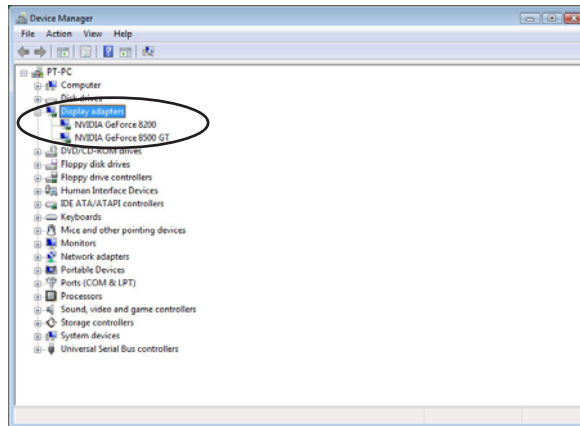 Device Manager
File Action View Help
PT-PC
Computer
Disk drives
Display adapters
NVIDIA GeForce 8200
NVIDIA GeForce 8500 GT
DVD/CD-ROM drives
Floppy disk drives
Floppy drive controllers
Human Interface Devices
IDE ATA/ATAPI controllers
Keyboards
Mice and other pointing devices
Monitors
Network adapters
Portable Devices
Ports (COM & LPT)
Processors
Sound, video and game controllers
Storage controllers
System devices
Universal Serial Bus controllers